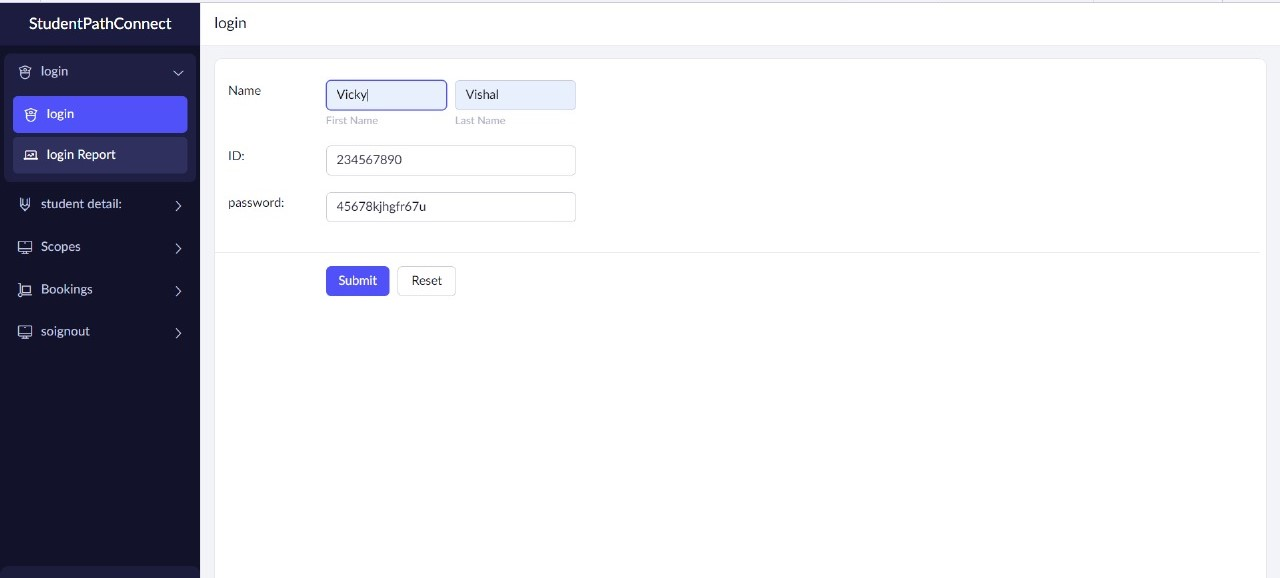 StudentPathConnect
login
login
login
login Report
student detail:
Scopes
Bookings
soignout
Name
Vicky
Vishal
First Name
Last Name
ID:
234567890
password:
45678kjhgfr67u
Submit
Reset